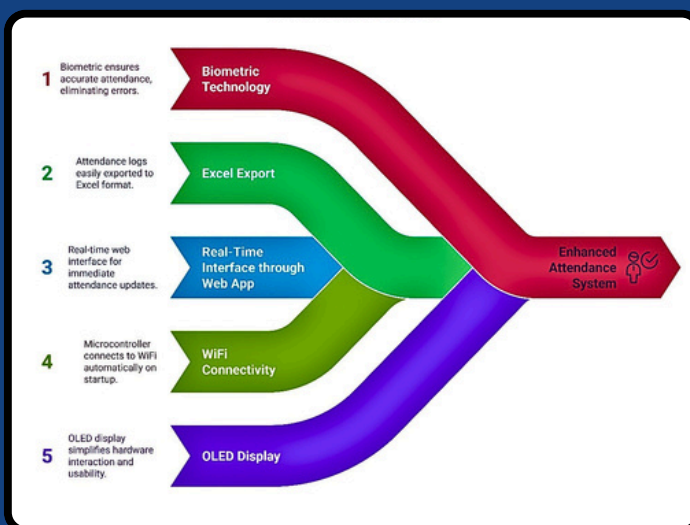 1
Biometric ensures
accurate attendance,
eliminating errors.
Biometric
Technology
2
Attendance logs
easily exported to
Excel format.
Excel Export
3
Real-time web
interface for
immediate
attendance updates.
Real-Time
Interface through
Web App
4
Microcontroller
connects to WiFi
automatically on
startup.
WiFi
Connectivity
5
OLED display
simplifies hardware
interaction and
usability.
OLED Display
Enhanced
Attendance
System